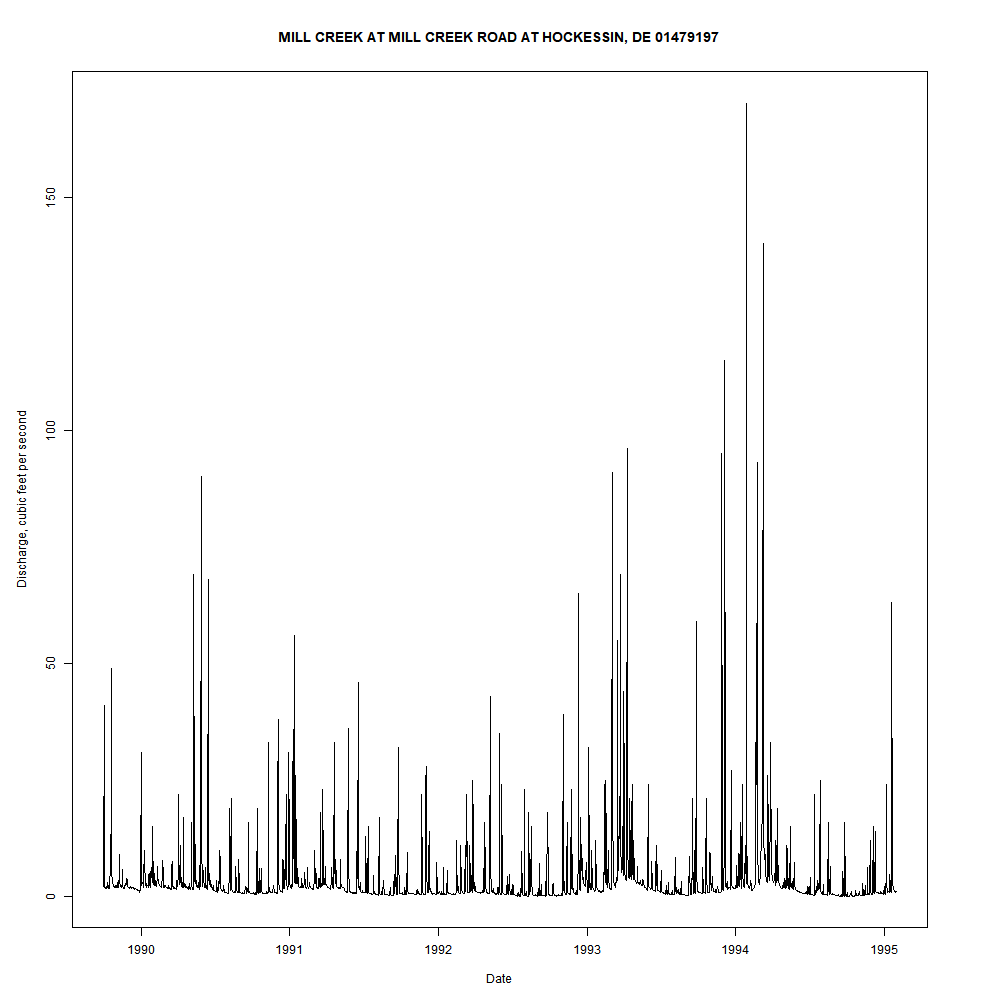 MILL CREEK AT MILL CREEK ROAD AT HOCKESSIN, DE 01479197
Discharge, cubic feet per second
150
100
50
0
1990 1991 1992 1993 1994 1995
Date